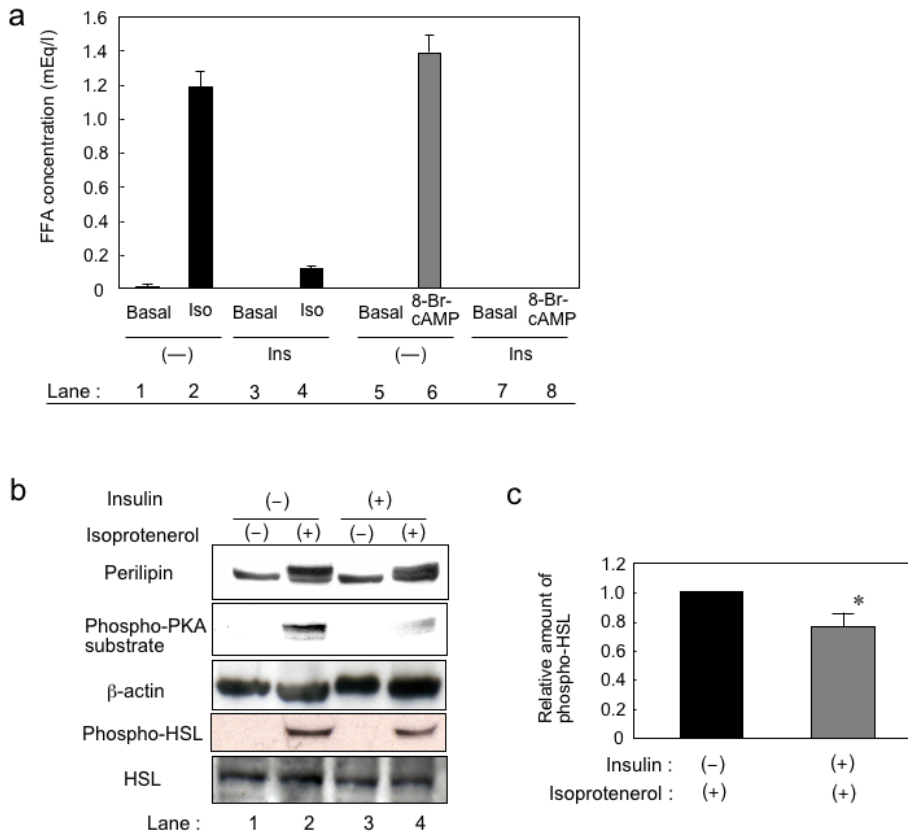 a
FFA concentration (mEq/l)
1.6
1.4
1.2
1.0
0.8
0.6
0.4
0.2
0
Basal Iso Basal Iso Basal 8-Br-cAMP Basal 8-Br-cAMP
(—) Ins (—) Ins
Lane : 1 2 3 4 5 6 7 8
b
Insulin (−) (+)
Isoprotenerol (−) (+) (−) (+)
Perilipin
Phospho-PKA
substrate
β-actin
Phospho-HSL
HSL
Lane : 1 2 3 4
c
Relative amount of
phospho-HSL
1.2
1.0
0.8
0.6
0.4
0.2
0
*
Insulin : (−) (+)
Isoprotenerol : (+) (+)